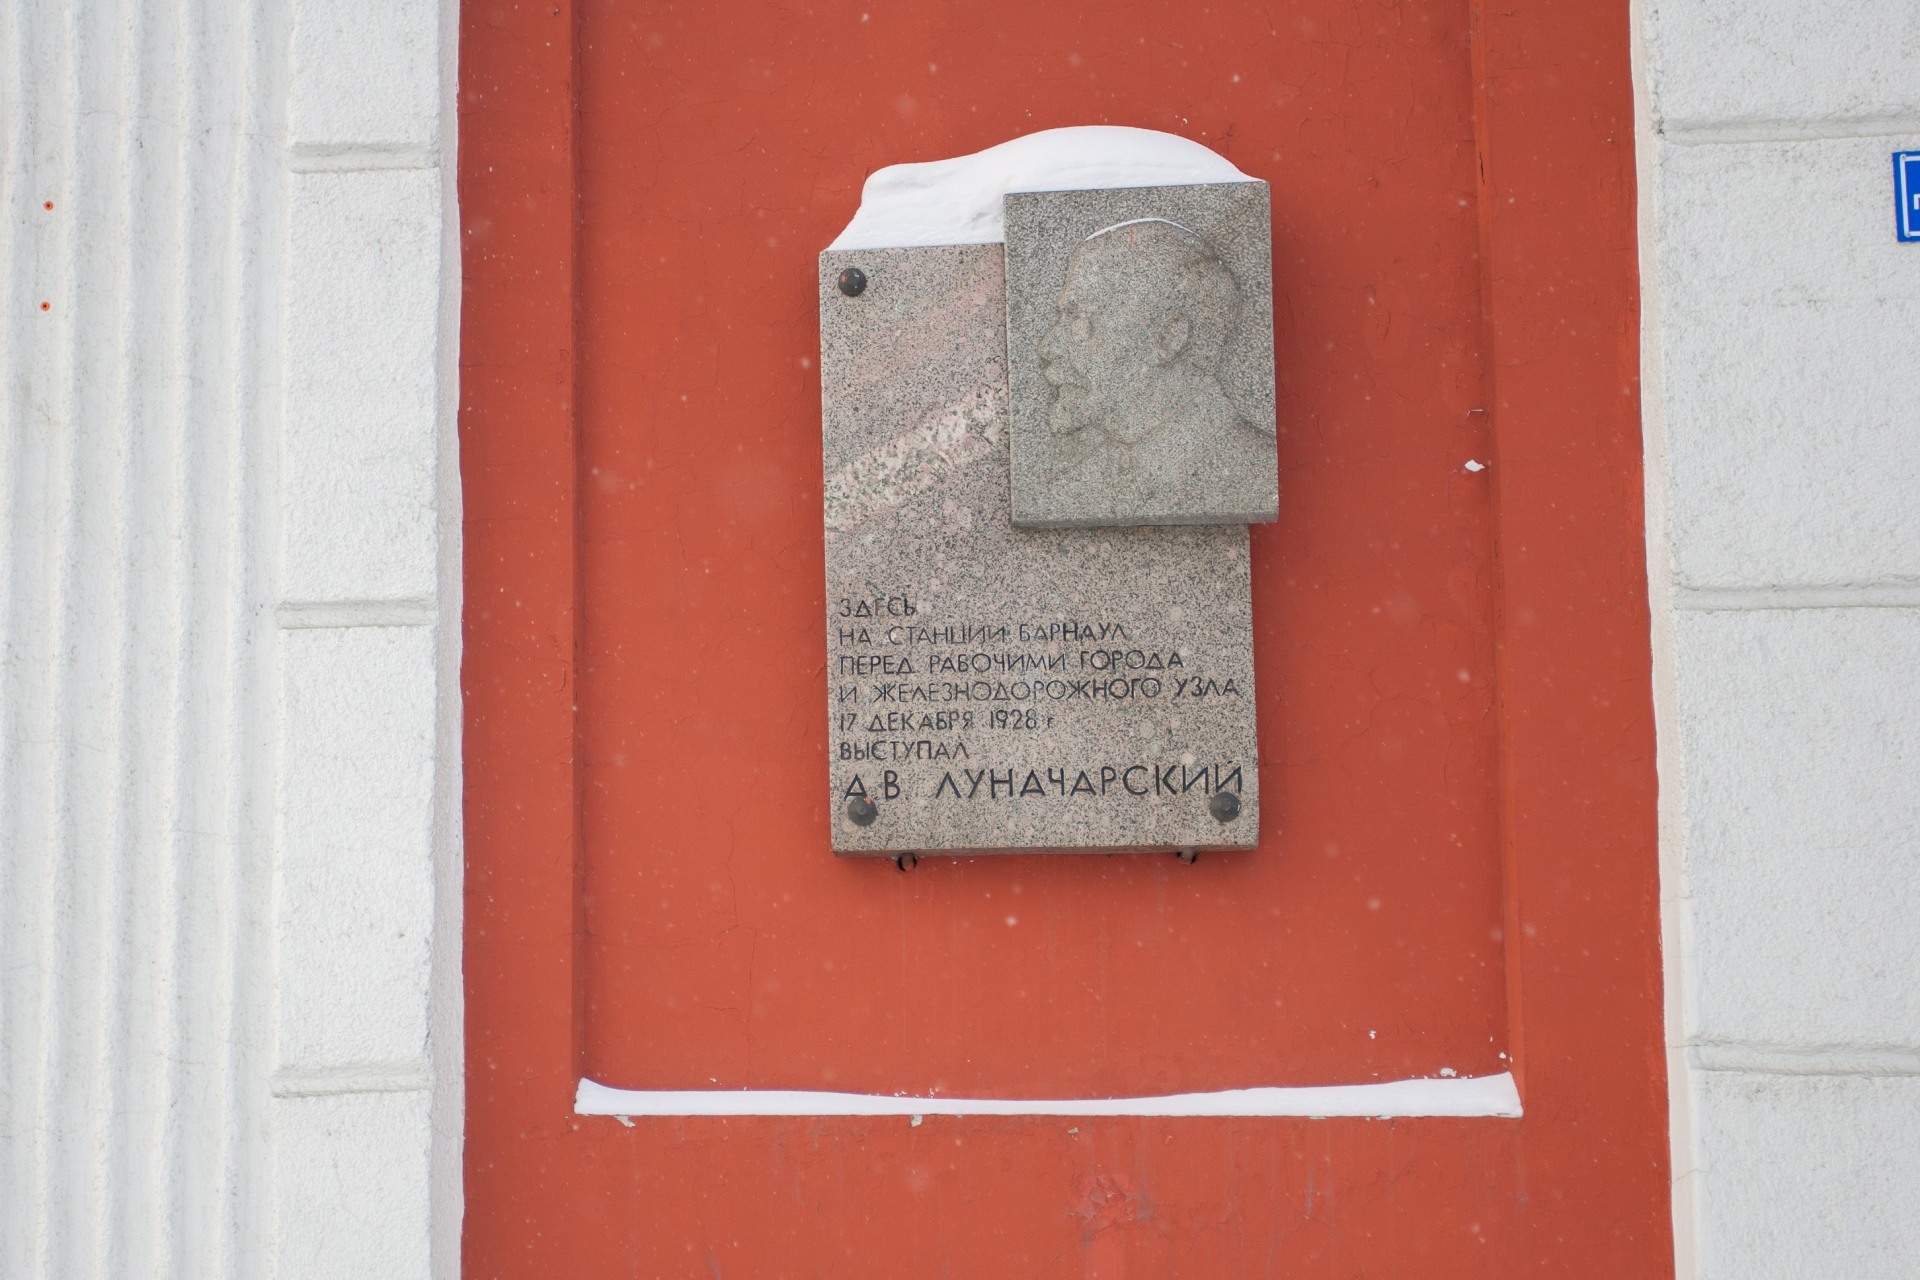 ЗДЕСЬ
НА СТАНЦИИ БАРНАУЛ
ПЕРЕД РАБОЧИМИ ГОРОДА
И ЖЕЛЕЗНОДОРОЖНОГО УЗЛА
17 ДЕКАБРЯ 1928 г.
ВЫСТУПАЛ
А.В ЛУНАЧАРСКИЙ